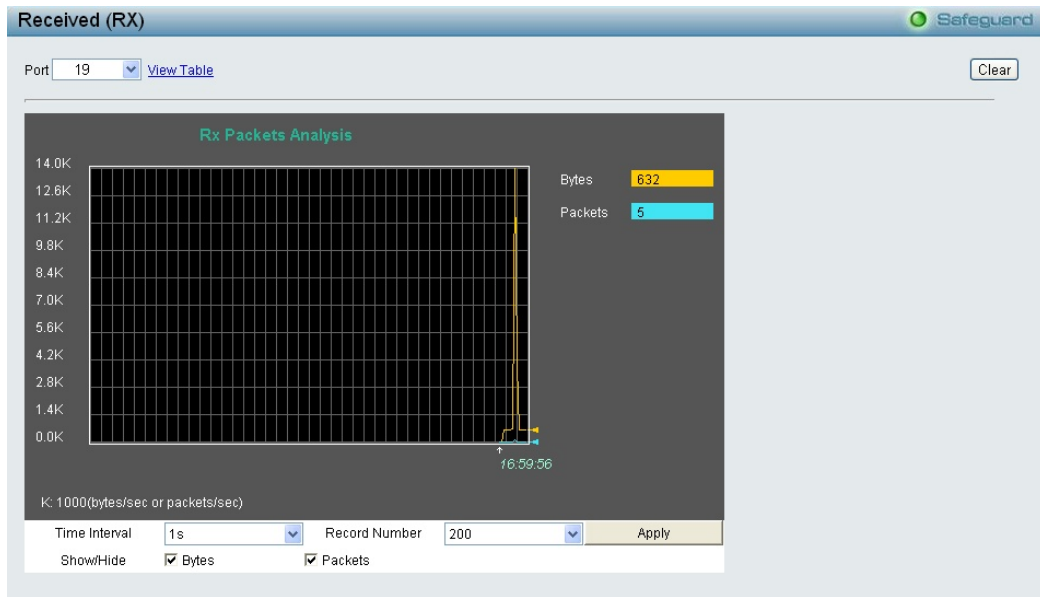 Received (RX)
Safeguard
Port 19 View Table
Clear
Rx Packets Analysis
14.0K
12.6K
11.2K
9.8K
8.4K
7.0K
5.6K
4.2K
2.8K
1.4K
0.0K
Bytes 632
Packets 5
16:59:56
K: 1000(bytes/sec or packets/sec)
Time Interval 1s Record Number 200 Apply
Show/Hide Bytes Packets